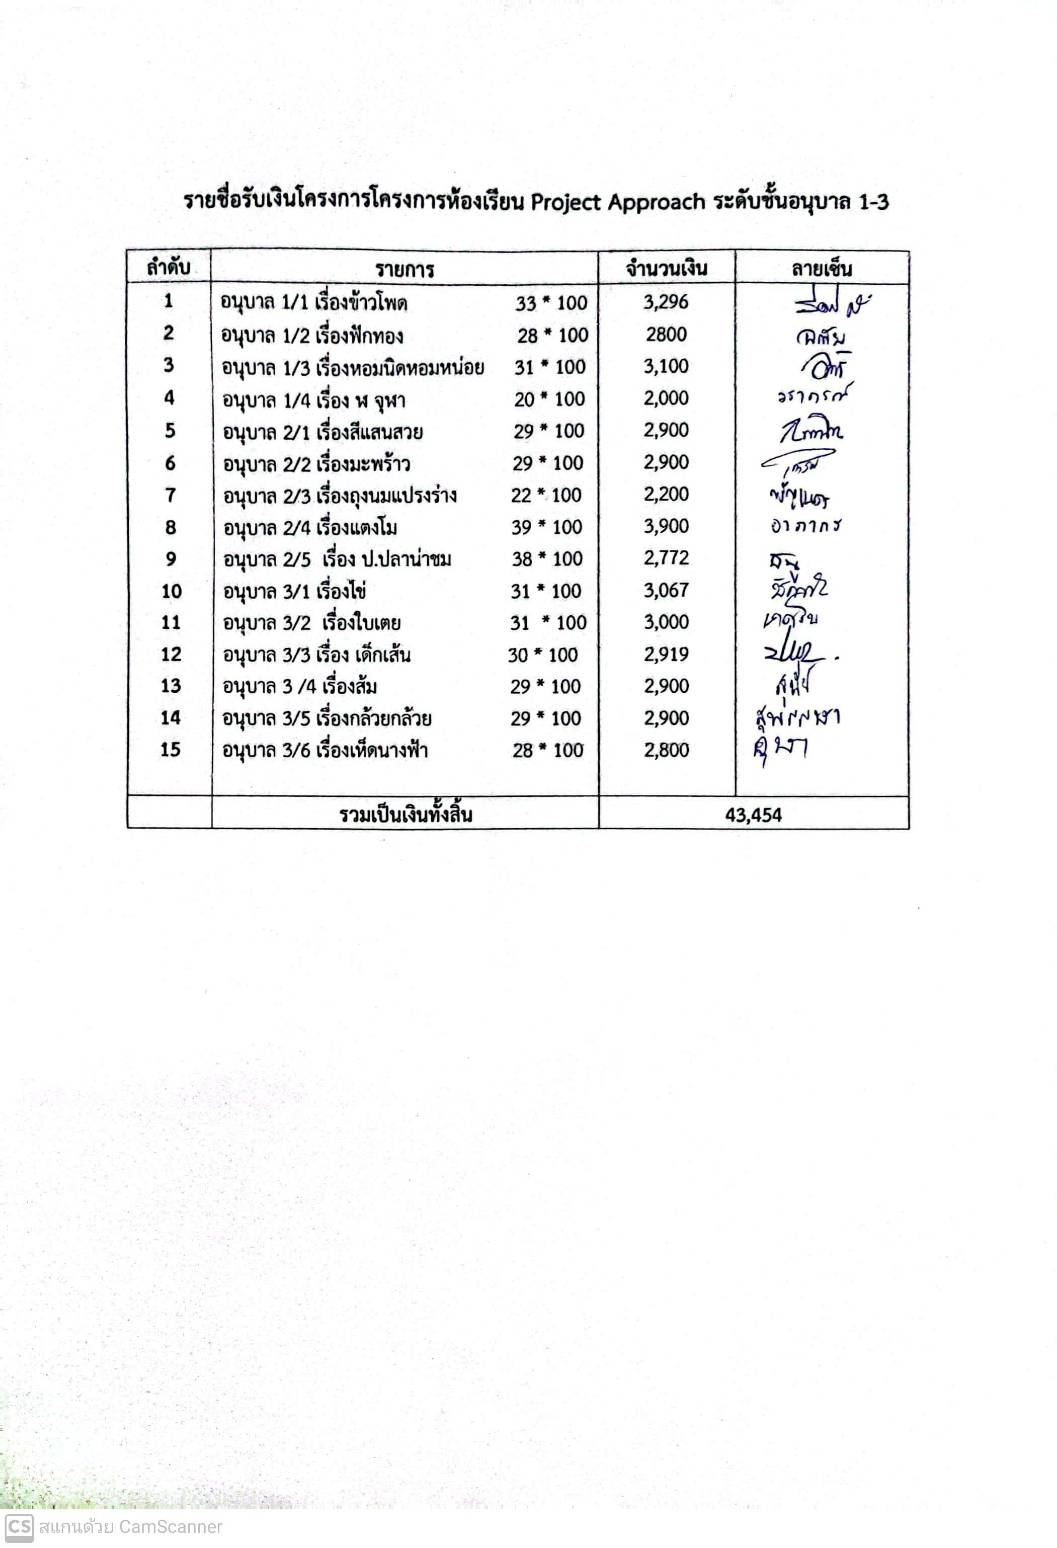 รายชื่อรับเงินโครงการโครงการห้องเรียน Project Approach ระดับชั้นอนุบาล 1-3
ลำดับ รายการ จำนวนเงิน ลายเซ็น
1 อนุบาล 1/1 เรื่องข้าวโพด 33 * 100 3,296
2 อนุบาล 1/2 เรื่องฟักทอง 28 * 100 2800
3 อนุบาล 1/3 เรื่องหอมนิดหอมหน่อย 31 * 100 3,100
4 อนุบาล 1/4 เรื่อง ฬ จุฬา 20 * 100 2,000 วราภรณ์
5 อนุบาล 2/1 เรื่องสีแสนสวย 29 * 100 2,900
6 อนุบาล 2/2 เรื่องมะพร้าว 29 * 100 2,900
7 อนุบาล 2/3 เรื่องถุงนมแปรงร่าง 22 * 100 2,200
8 อนุบาล 2/4 เรื่องแตงโม 39 * 100 3,900 อาภากร
9 อนุบาล 2/5 เรื่อง ป.ปลาน่าชม 38 * 100 2,772
10 อนุบาล 3/1 เรื่องไข่ 31 * 100 3,067
11 อนุบาล 3/2 เรื่องใบเตย 31 * 100 3,000
12 อนุบาล 3/3 เรื่อง เด็กเส้น 30 * 100 2,919
13 อนุบาล 3 /4 เรื่องส้ม 29 * 100 2,900
14 อนุบาล 3/5 เรื่องกล้วยกล้วย 29 * 100 2,900 สุพรรษา
15 อนุบาล 3/6 เรื่องเห็ดนางฟ้า 28 * 100 2,800
รวมเป็นเงินทั้งสิ้น 43,454
CS สแกนด้วย CamScanner